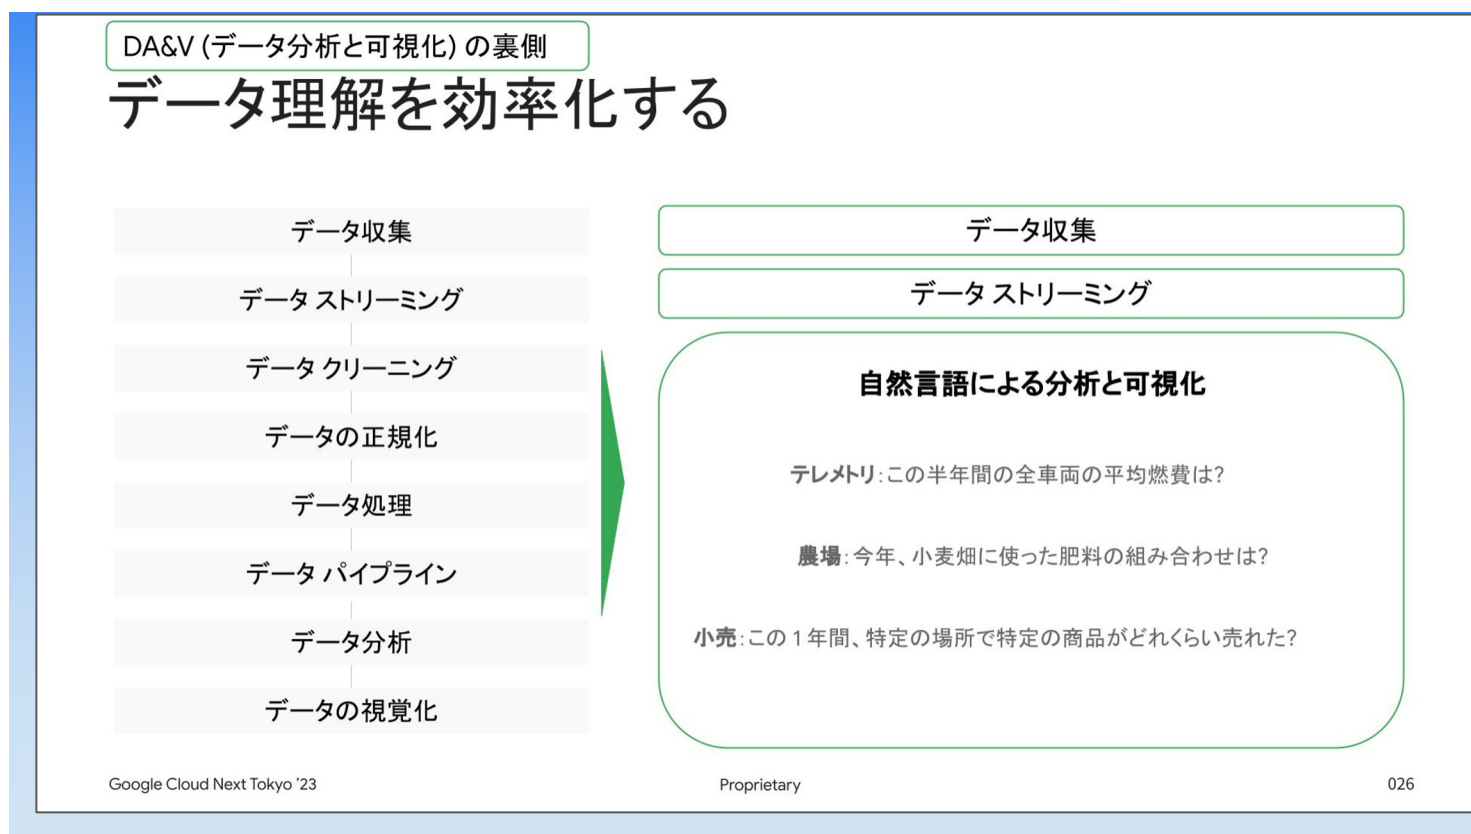 DA&V (データ分析と可視化) の裏側
データ理解を効率化する
データ収集
データ ストリーミング
データ クリーニング
データの正規化
データ処理
データ パイプライン
データ分析
データの視覚化
データ収集
データ ストリーミング
自然言語による分析と可視化
テレメトリ:この半年間の全車両の平均燃費は?
農場:今年、小麦畑に使った肥料の組み合わせは?
小売:この 1 年間、特定の場所で特定の商品がどれくらい売れた?
Google Cloud Next Tokyo ’23
Proprietary
026